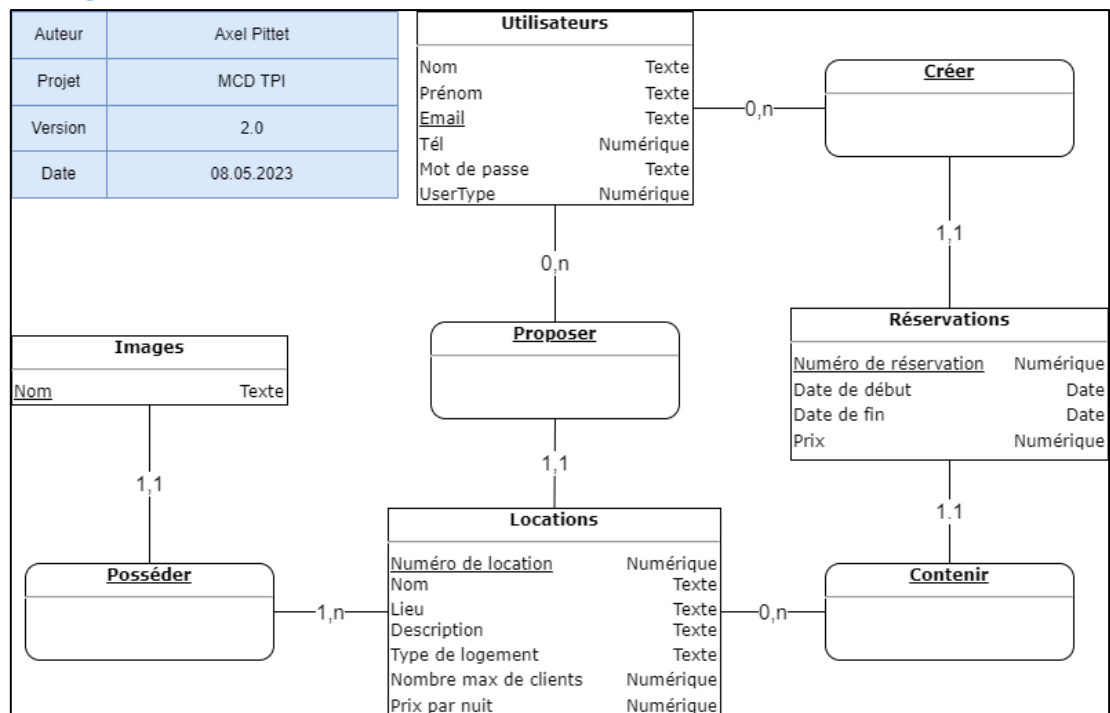 Auteur Axel Pittet
Projet MCD TPI
Version 2.0
Date 08.05.2023
Utilisateurs
Nom Texte
Prénom Texte
Email Texte
Tél Numérique
Mot de passe Texte
UserType Numérique
0,n
Créer
1,1
0,n
Proposer
1,1
Réservations
Numéro de réservation Numérique
Date de début Date
Date de fin Date
Prix Numérique
1.1
Images
Nom Texte
1,1
Posséder
1,n
Locations
Numéro de location Numérique
Nom Texte
Lieu Texte
Description Texte
Type de logement Texte
Nombre max de clients Numérique
Prix par nuit Numérique
0,n
Contenir